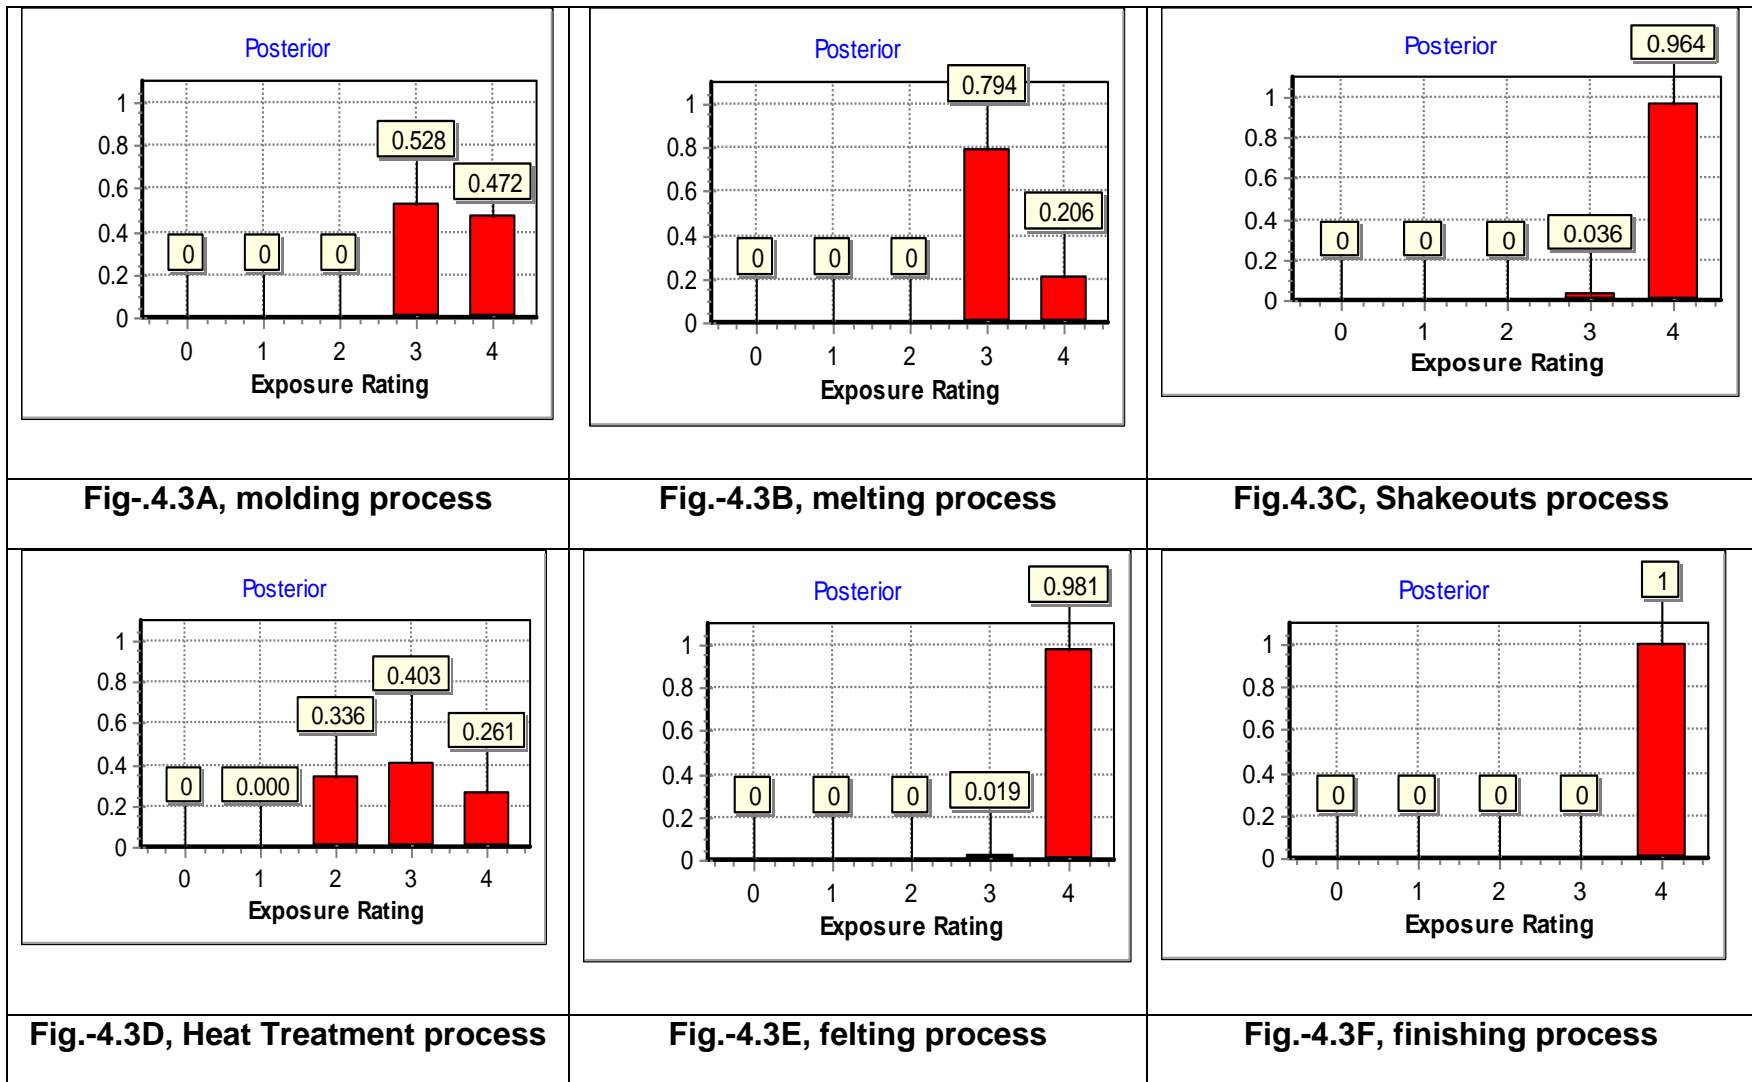 Posterior
1
0.8
0.6
0.4
0.2
0
0
0
0
0.528
0.472
0 1 2 3 4
Exposure Rating
Fig-.4.3A, molding process
Posterior
1
0.8
0.6
0.4
0.2
0
0
0
0
0.794
0.206
0 1 2 3 4
Exposure Rating
Fig.-4.3B, melting process
Posterior
1
0.8
0.6
0.4
0.2
0
0
0
0
0.036
0.964
0 1 2 3 4
Exposure Rating
Fig.4.3C, Shakeouts process
Posterior
1
0.8
0.6
0.4
0.2
0
0
0.000
0.336
0.403
0.261
0 1 2 3 4
Exposure Rating
Fig.-4.3D, Heat Treatment process
Posterior
1
0.8
0.6
0.4
0.2
0
0
0
0
0.019
0.981
0 1 2 3 4
Exposure Rating
Fig.-4.3E, felting process
Posterior
1
0.8
0.6
0.4
0.2
0
0
0
0
0
1
0 1 2 3 4
Exposure Rating
Fig.-4.3F, finishing process